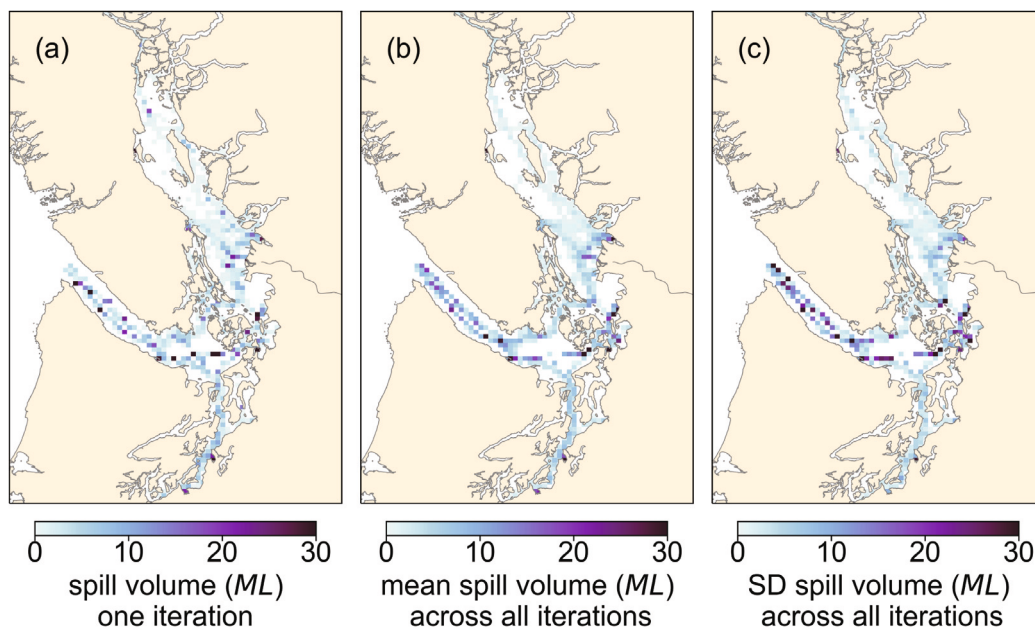 (a)
(b)
(c)
0 10 20 30
0 10 20 30
0 10 20 30
spill volume (ML)
one iteration
mean spill volume (ML)
across all iterations
SD spill volume (ML)
across all iterations